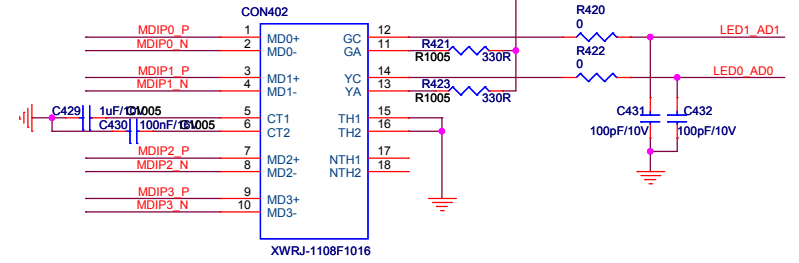 CON402
R420
0
MDIP0_P 1 MD0+ GC 12 LED1_AD1
MDIP0_N 2 MD0- GA 11 R421 330R
R1005
R422
0
MDIP1_P 3 MD1+ YC 14 LED0_AD0
MDIP1_N 4 MD1- YA 13 R423 330R
R1005
C429 1uF/10V C1005 5 CT1 TH1 15
C430 100nF/16V C1005 6 CT2 TH2 16
C431 C432
100pF/10V 100pF/10V
MDIP2_P 7 MD2+ NTH1 17
MDIP2_N 8 MD2- NTH2 18
MDIP3_P 9 MD3+
MDIP3_N 10 MD3-
XWRJ-1108F1016